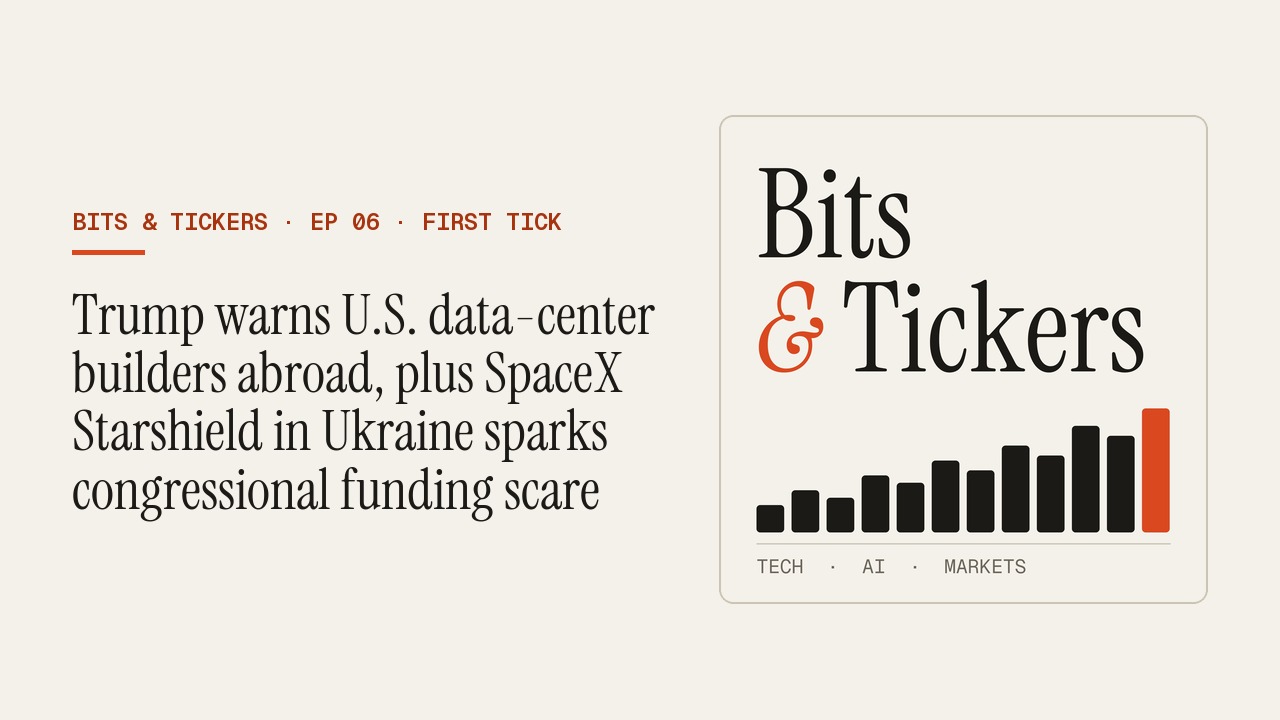 BITS & TICKERS · EP 06 · FIRST TICK
Trump warns U.S. data-center
builders abroad, plus SpaceX
Starshield in Ukraine sparks
congressional funding scare
Bits
& Tickers
TECH · AI · MARKETS